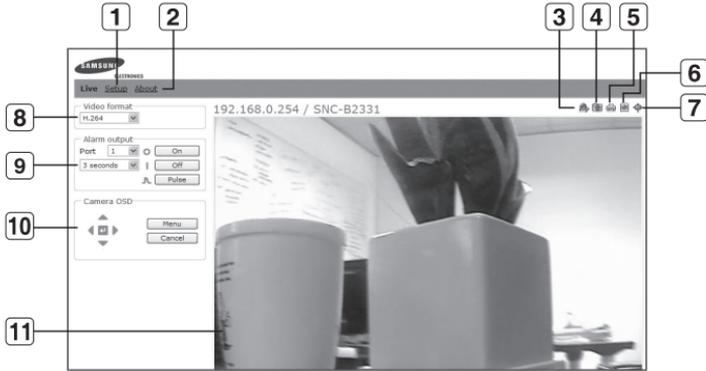 1
2
3
4
5
6
7
8
9
10
11
SAMSUNG
ELECTRONICS
Live Setup About
Video format
H.264
192.168.0.254 / SNC-B2331
Alarm output
Port 1 On
3 seconds Off
Pulse
Camera OSD
Menu
Cancel